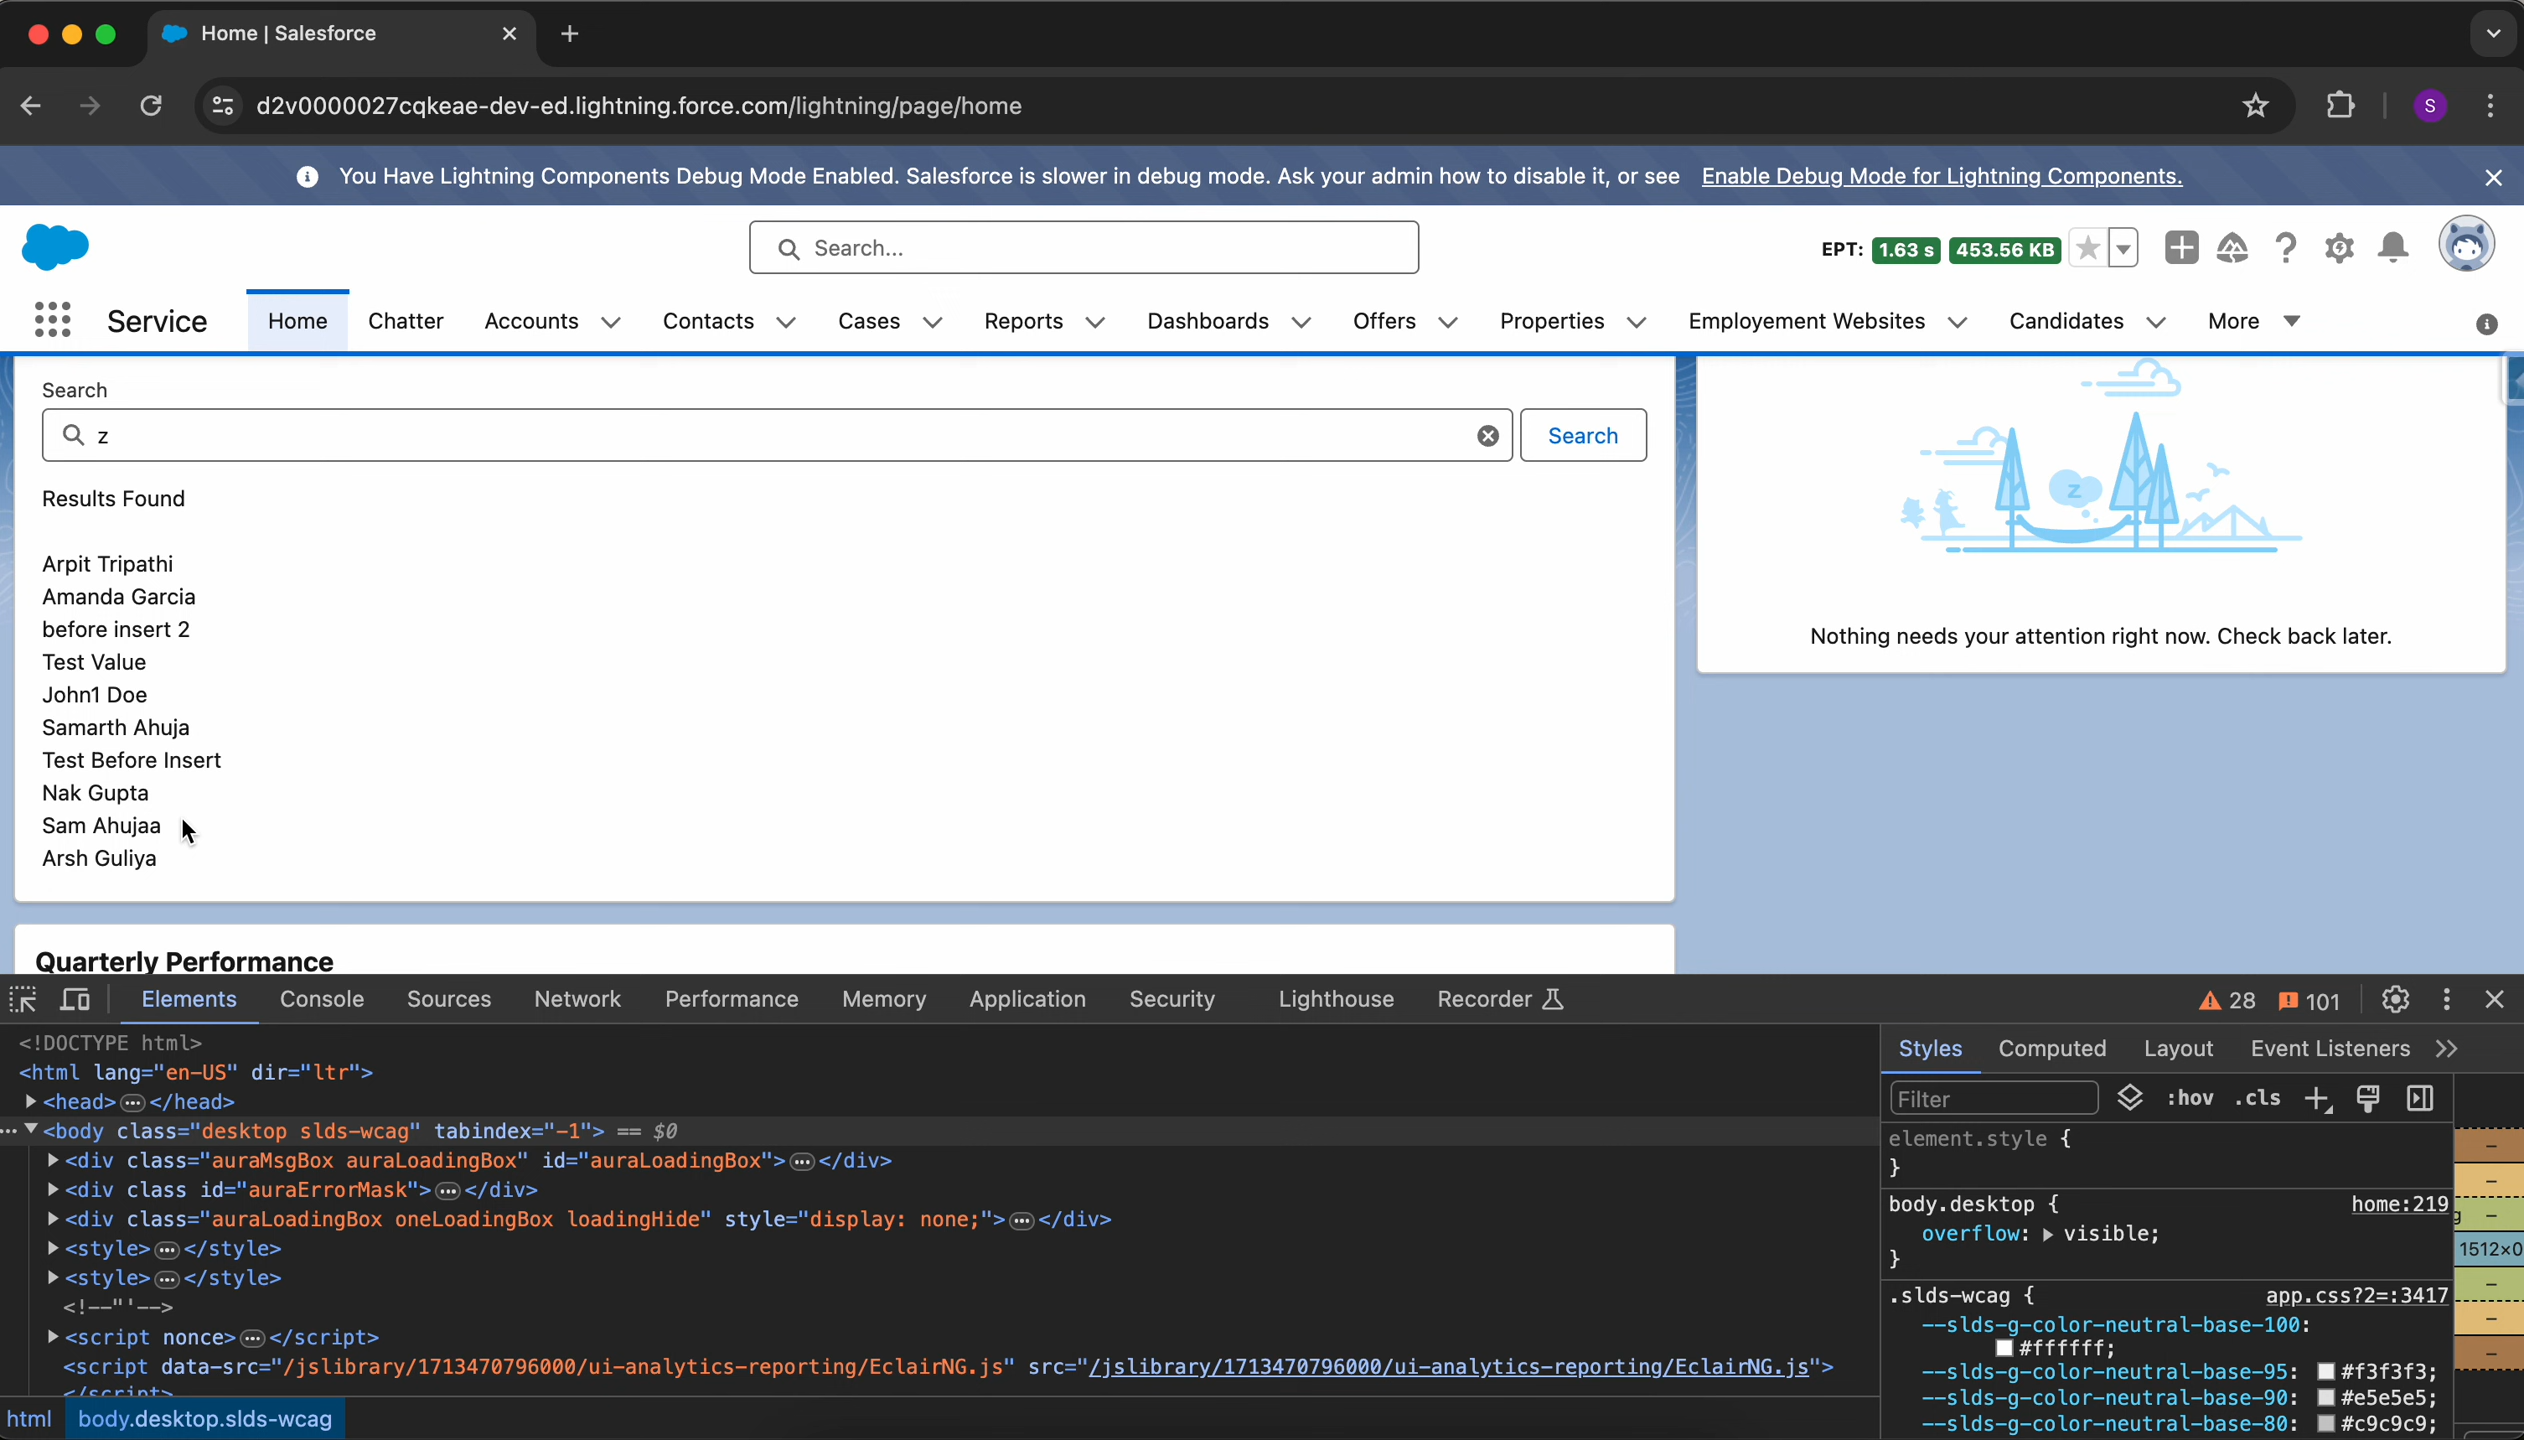 Home | Salesforce
d2v0000027cqkeae-dev-ed.lightning.force.com/lightning/page/home
S
You Have Lightning Components Debug Mode Enabled. Salesforce is slower in debug mode. Ask your admin how to disable it, or see Enable Debug Mode for Lightning Components.
Search...
EPT: 1.63 s 453.56 KB
Service Home Chatter Accounts Contacts Cases Reports Dashboards Offers Properties Employement Websites Candidates More
Search
z
Search
Results Found
Arpit Tripathi
Amanda Garcia
before insert 2
Test Value
John1 Doe
Samarth Ahuja
Test Before Insert
Nak Gupta
Sam Ahujaa
Arsh Guliya
z
Nothing needs your attention right now. Check back later.
Quarterly Performance
Elements Console Sources Network Performance Memory Application Security Lighthouse Recorder 28 101
<!DOCTYPE html>
<html lang="en-US" dir="ltr">
<head>…</head>
<body class="desktop slds-wcag" tabindex="-1"> == $0
<div class="auraMsgBox auraLoadingBox" id="auraLoadingBox">…</div>
<div class id="auraErrorMask">…</div>
<div class="auraLoadingBox oneLoadingBox loadingHide" style="display: none;">…</div>
<style>…</style>
<style>…</style>
<!--"'-->
<script nonce>…</script>
<script data-src="/jslibrary/1713470796000/ui-analytics-reporting/EclairNG.js" src="/jslibrary/1713470796000/ui-analytics-reporting/EclairNG.js">
</script>
html body.desktop.slds-wcag
Styles Computed Layout Event Listeners
Filter :hov .cls
element.style {
}
body.desktop { home:219
overflow: visible;
}
.slds-wcag { app.css?2=:3417
--slds-g-color-neutral-base-100:
#ffffff;
--slds-g-color-neutral-base-95: #f3f3f3;
--slds-g-color-neutral-base-90: #e5e5e5;
--slds-g-color-neutral-base-80: #c9c9c9;
1512×0